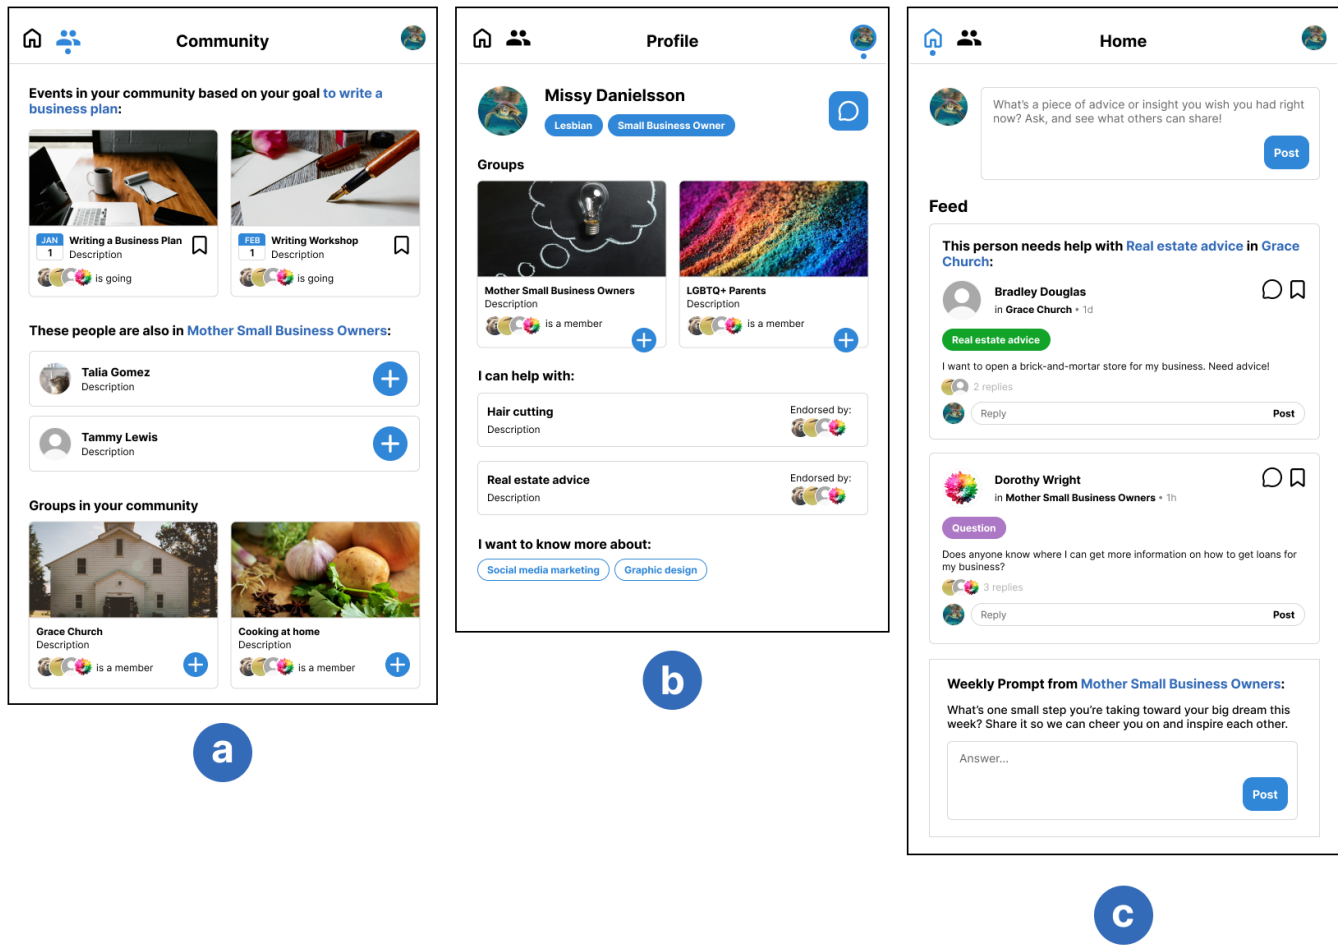 Community
Events in your community based on your goal to write a
business plan:
JAN
1
Writing a Business Plan
Description
is going
FEB
1
Writing Workshop
Description
is going
These people are also in Mother Small Business Owners:
Talia Gomez
Description
Tammy Lewis
Description
Groups in your community
Grace Church
Description
is a member
Cooking at home
Description
is a member
a
Profile
Missy Danielsson
Lesbian
Small Business Owner
Groups
Mother Small Business Owners
Description
is a member
LGBTQ+ Parents
Description
is a member
I can help with:
Hair cutting
Description
Endorsed by:
Real estate advice
Description
Endorsed by:
I want to know more about:
Social media marketing
Graphic design
b
Home
What's a piece of advice or insight you wish you had right
now? Ask, and see what others can share!
Post
Feed
This person needs help with Real estate advice in Grace
Church:
Bradley Douglas
in Grace Church • 1d
Real estate advice
I want to open a brick-and-mortar store for my business. Need advice!
2 replies
Reply
Post
Dorothy Wright
in Mother Small Business Owners • 1h
Question
Does anyone know where I can get more information on how to get loans for
my business?
3 replies
Reply
Post
Weekly Prompt from Mother Small Business Owners:
What's one small step you're taking toward your big dream this
week? Share it so we can cheer you on and inspire each other.
Answer...
Post
c